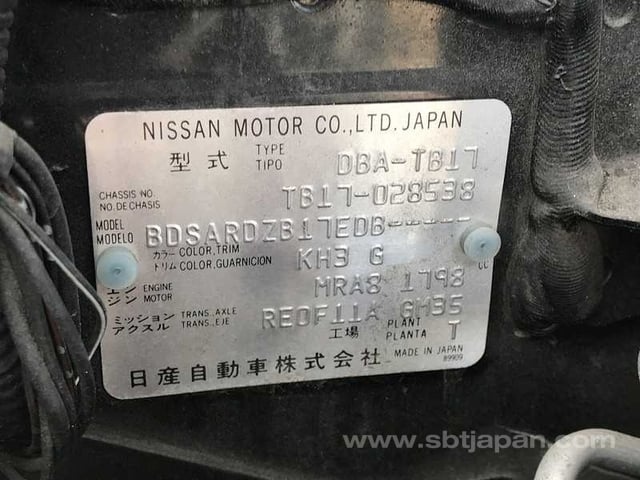 NISSAN MOTOR CO.,LTD. JAPAN
型式 TYPE TIPO DBA-TB17
CHASSIS NO. NO. DE CHASIS TB17-028538
MODEL MODELO BDSARDZB17EDB-----
カラー COLOR, TRIM トリム COLOR, GUARNICION KH3 G
エンジン ENGINE MOTOR MRA8 1798 CC
ミッション アクスル TRANS., AXLE TRANS., EJE RE0F11A GH35
工場 PLANT PLANTA T
日産自動車株式会社 MADE IN JAPAN 89909
www.sbtjapan.com